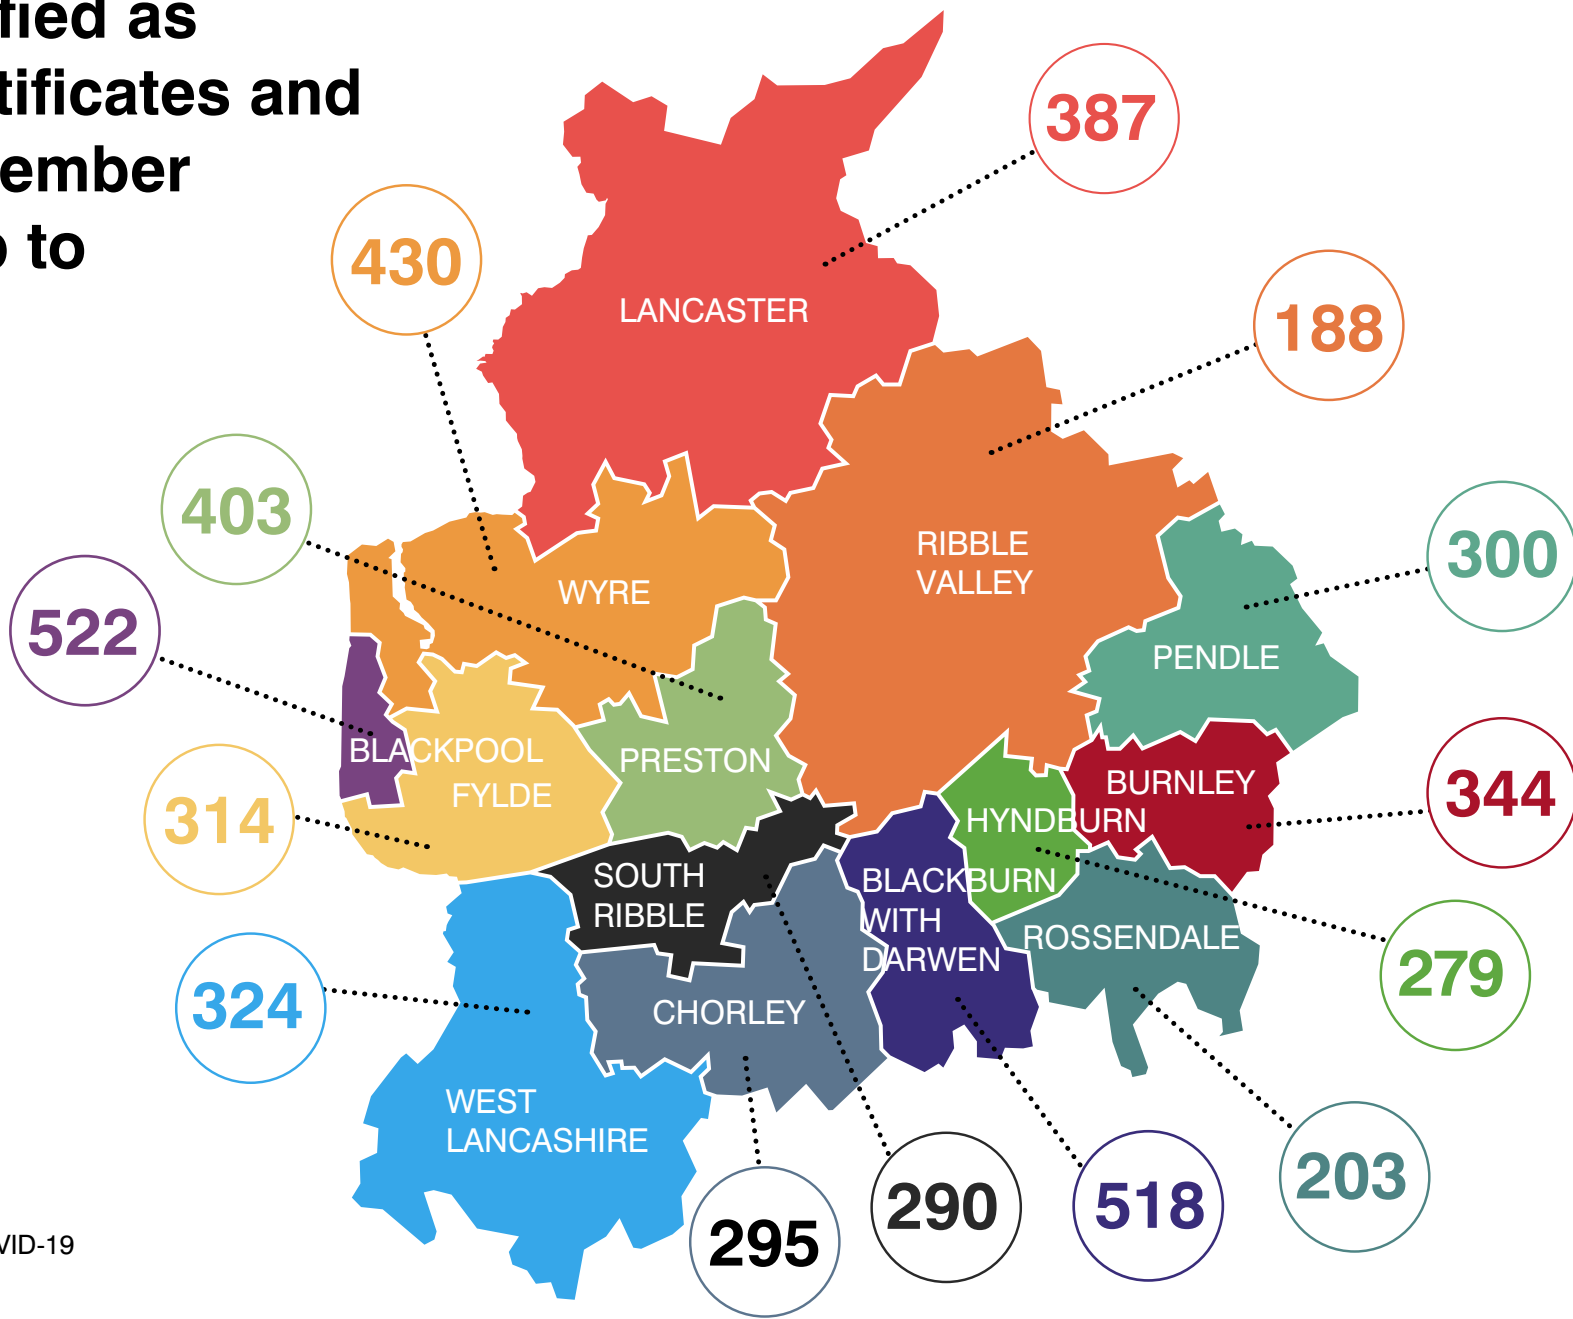 fied as
tificates and
ember
to
387
430
188
LANCASTER
403
300
RIBBLE
VALLEY
WYRE
522
PENDLE
BLACKPOOL
PRESTON
FYLDE
314
BURNLEY
344
HYNDBURN
SOUTH
RIBBLE
BLACKBURN
WITH
DARWEN
ROSSENDALE
279
324
CHORLEY
WEST
LANCASHIRE
295
290
518
203
VID-19